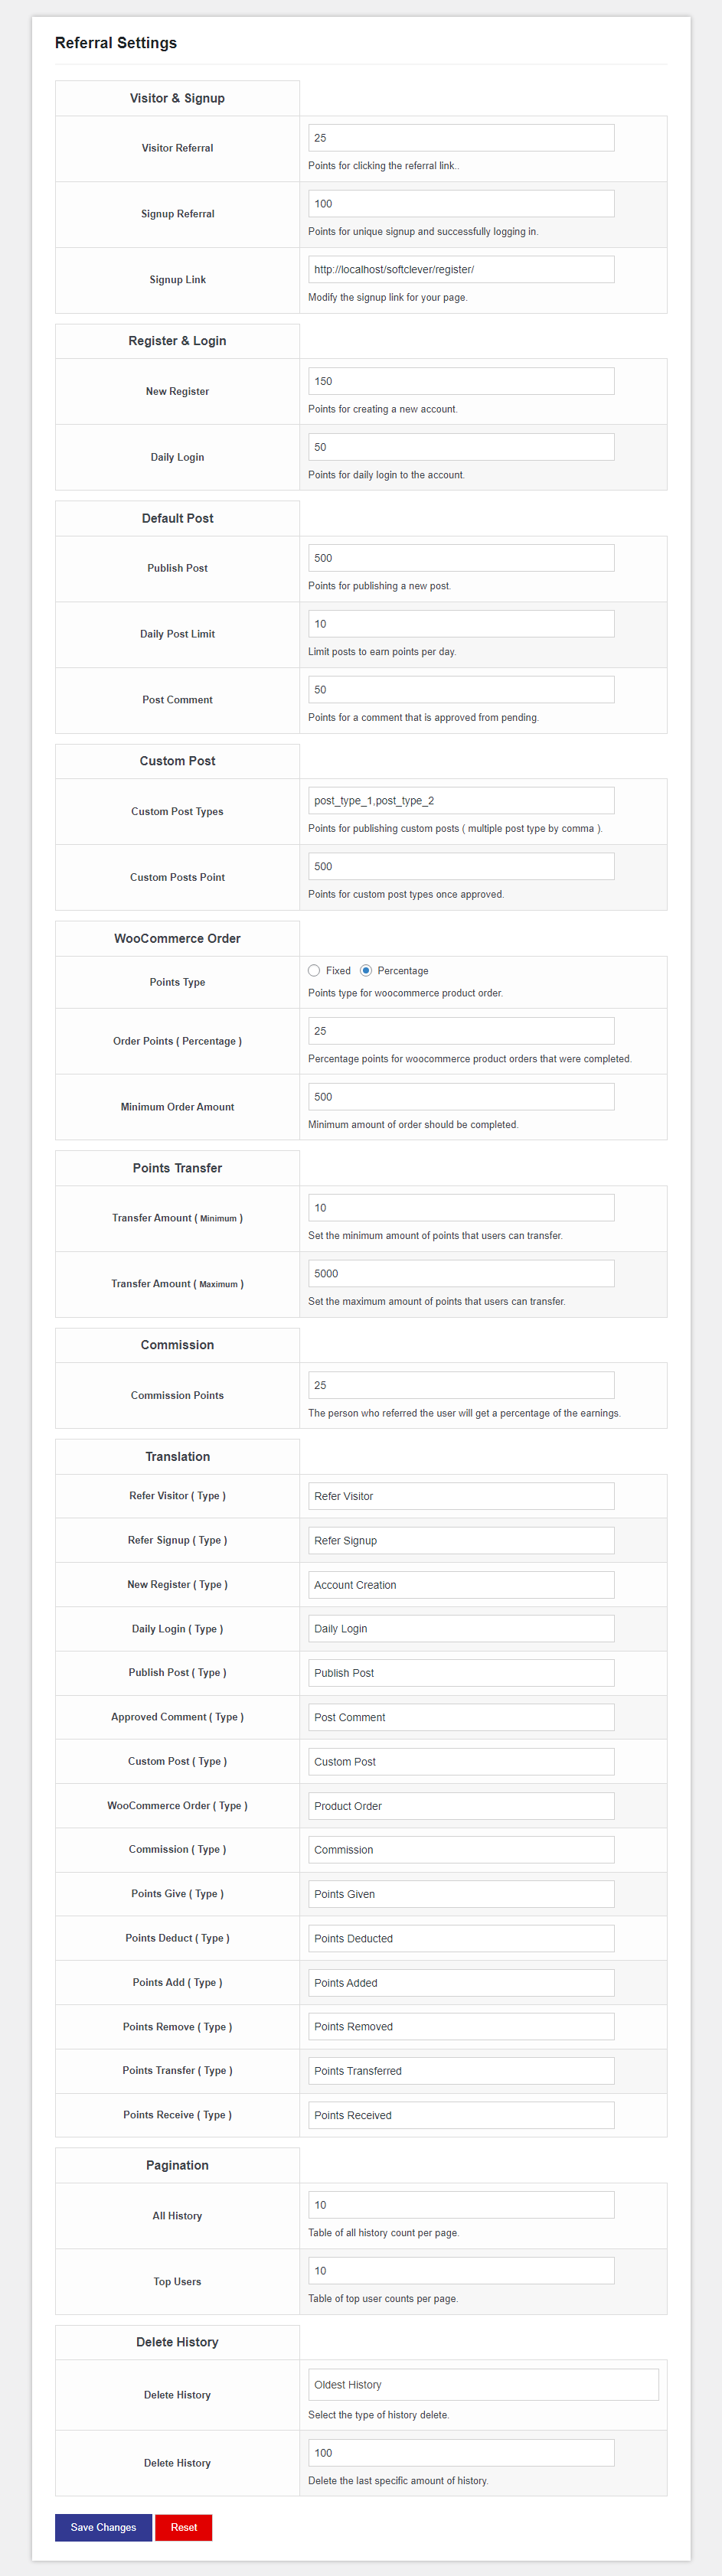 Referral Settings
Visitor & Signup
Visitor Referral
25
Points for clicking the referral link..
Signup Referral
100
Points for unique signup and successfully logging in.
Signup Link
http://localhost/softclever/register/
Modify the signup link for your page.
Register & Login
New Register
150
Points for creating a new account.
Daily Login
50
Points for daily login to the account.
Default Post
Publish Post
500
Points for publishing a new post.
Daily Post Limit
10
Limit posts to earn points per day.
Post Comment
50
Points for a comment that is approved from pending.
Custom Post
Custom Post Types
post_type_1,post_type_2
Points for publishing custom posts ( multiple post type by comma ).
Custom Posts Point
500
Points for custom post types once approved.
WooCommerce Order
Points Type
Fixed Percentage
Points type for woocommerce product order.
Order Points ( Percentage )
25
Percentage points for woocommerce product orders that were completed.
Minimum Order Amount
500
Minimum amount of order should be completed.
Points Transfer
Transfer Amount ( Minimum )
10
Set the minimum amount of points that users can transfer.
Transfer Amount ( Maximum )
5000
Set the maximum amount of points that users can transfer.
Commission
Commission Points
25
The person who referred the user will get a percentage of the earnings.
Translation
Refer Visitor ( Type )
Refer Visitor
Refer Signup ( Type )
Refer Signup
New Register ( Type )
Account Creation
Daily Login ( Type )
Daily Login
Publish Post ( Type )
Publish Post
Approved Comment ( Type )
Post Comment
Custom Post ( Type )
Custom Post
WooCommerce Order ( Type )
Product Order
Commission ( Type )
Commission
Points Give ( Type )
Points Given
Points Deduct ( Type )
Points Deducted
Points Add ( Type )
Points Added
Points Remove ( Type )
Points Removed
Points Transfer ( Type )
Points Transferred
Points Receive ( Type )
Points Received
Pagination
All History
10
Table of all history count per page.
Top Users
10
Table of top user counts per page.
Delete History
Delete History
Oldest History
Select the type of history delete.
Delete History
100
Delete the last specific amount of history.
Save Changes Reset